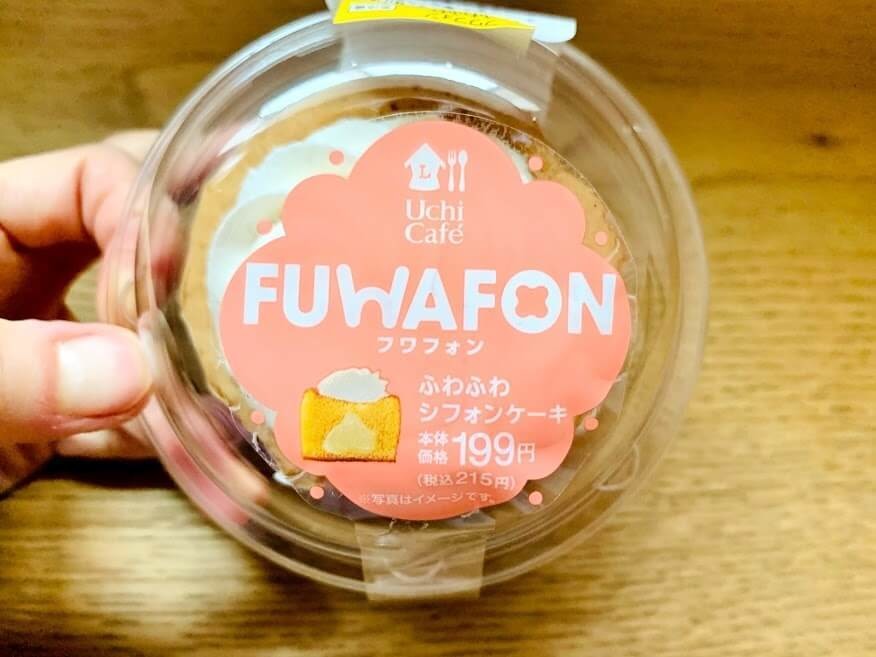 L
Uchi
Café
FUWAFON
フワフォン
ふわふわ
シフォンケーキ
本体
価格 199円
(税込215円)
※写真はイメージです。